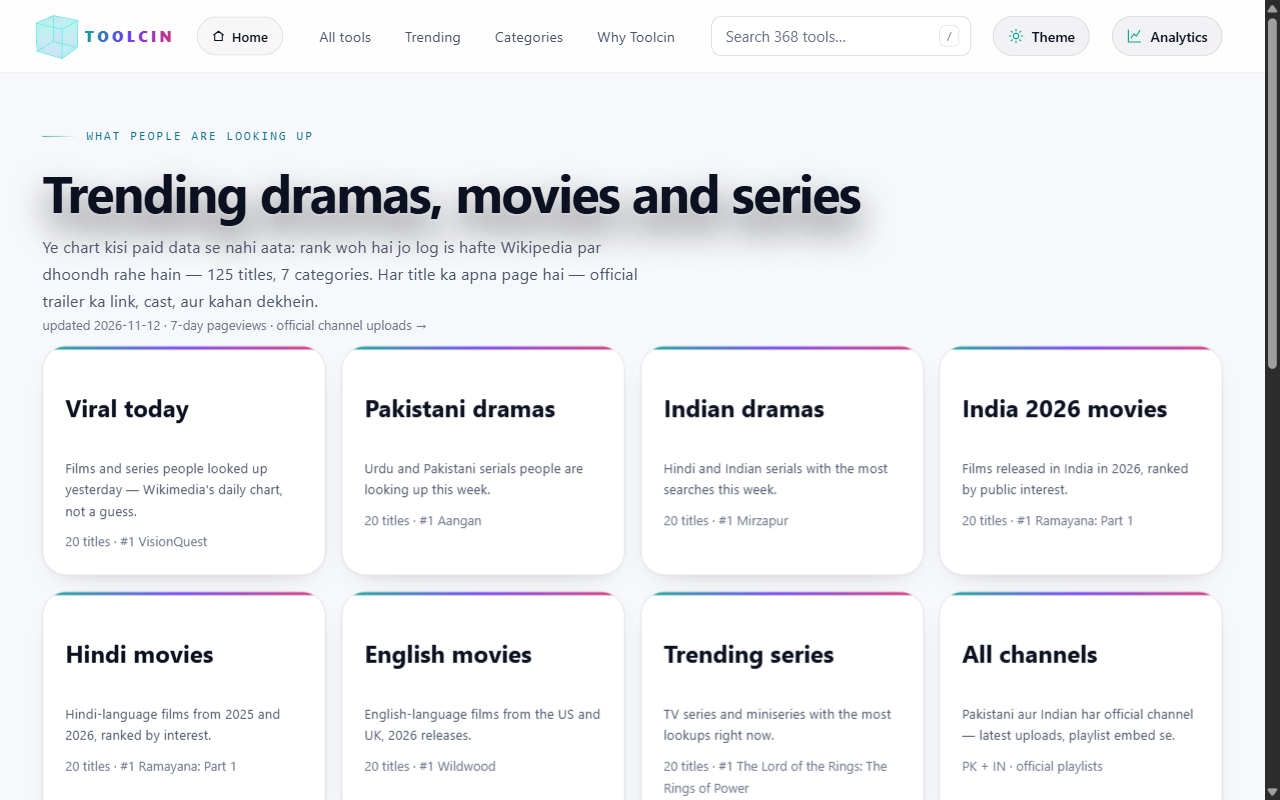 TOOLCIN
Home
All tools
Trending
Categories
Why Toolcin
Search 368 tools...
/
Theme
Analytics
WHAT PEOPLE ARE LOOKING UP
Trending dramas, movies and series
Ye chart kisi paid data se nahi aata: rank woh hai jo log is hafte Wikipedia par
dhoondh rahe hain — 125 titles, 7 categories. Har title ka apna page hai — official
trailer ka link, cast, aur kahan dekhein.
updated 2026-11-12 · 7-day pageviews · official channel uploads →
Viral today
Films and series people looked up
yesterday — Wikimedia's daily chart,
not a guess.
20 titles · #1 VisionQuest
Pakistani dramas
Urdu and Pakistani serials people are
looking up this week.
20 titles · #1 Aangan
Indian dramas
Hindi and Indian serials with the most
searches this week.
20 titles · #1 Mirzapur
India 2026 movies
Films released in India in 2026, ranked
by public interest.
20 titles · #1 Ramayana: Part 1
Hindi movies
Hindi-language films from 2025 and
2026, ranked by interest.
20 titles · #1 Ramayana: Part 1
English movies
English-language films from the US and
UK, 2026 releases.
20 titles · #1 Wildwood
Trending series
TV series and miniseries with the most
lookups right now.
20 titles · #1 The Lord of the Rings: The
Rings of Power
All channels
Pakistani aur Indian har official channel
— latest uploads, playlist embed se.
PK + IN · official playlists